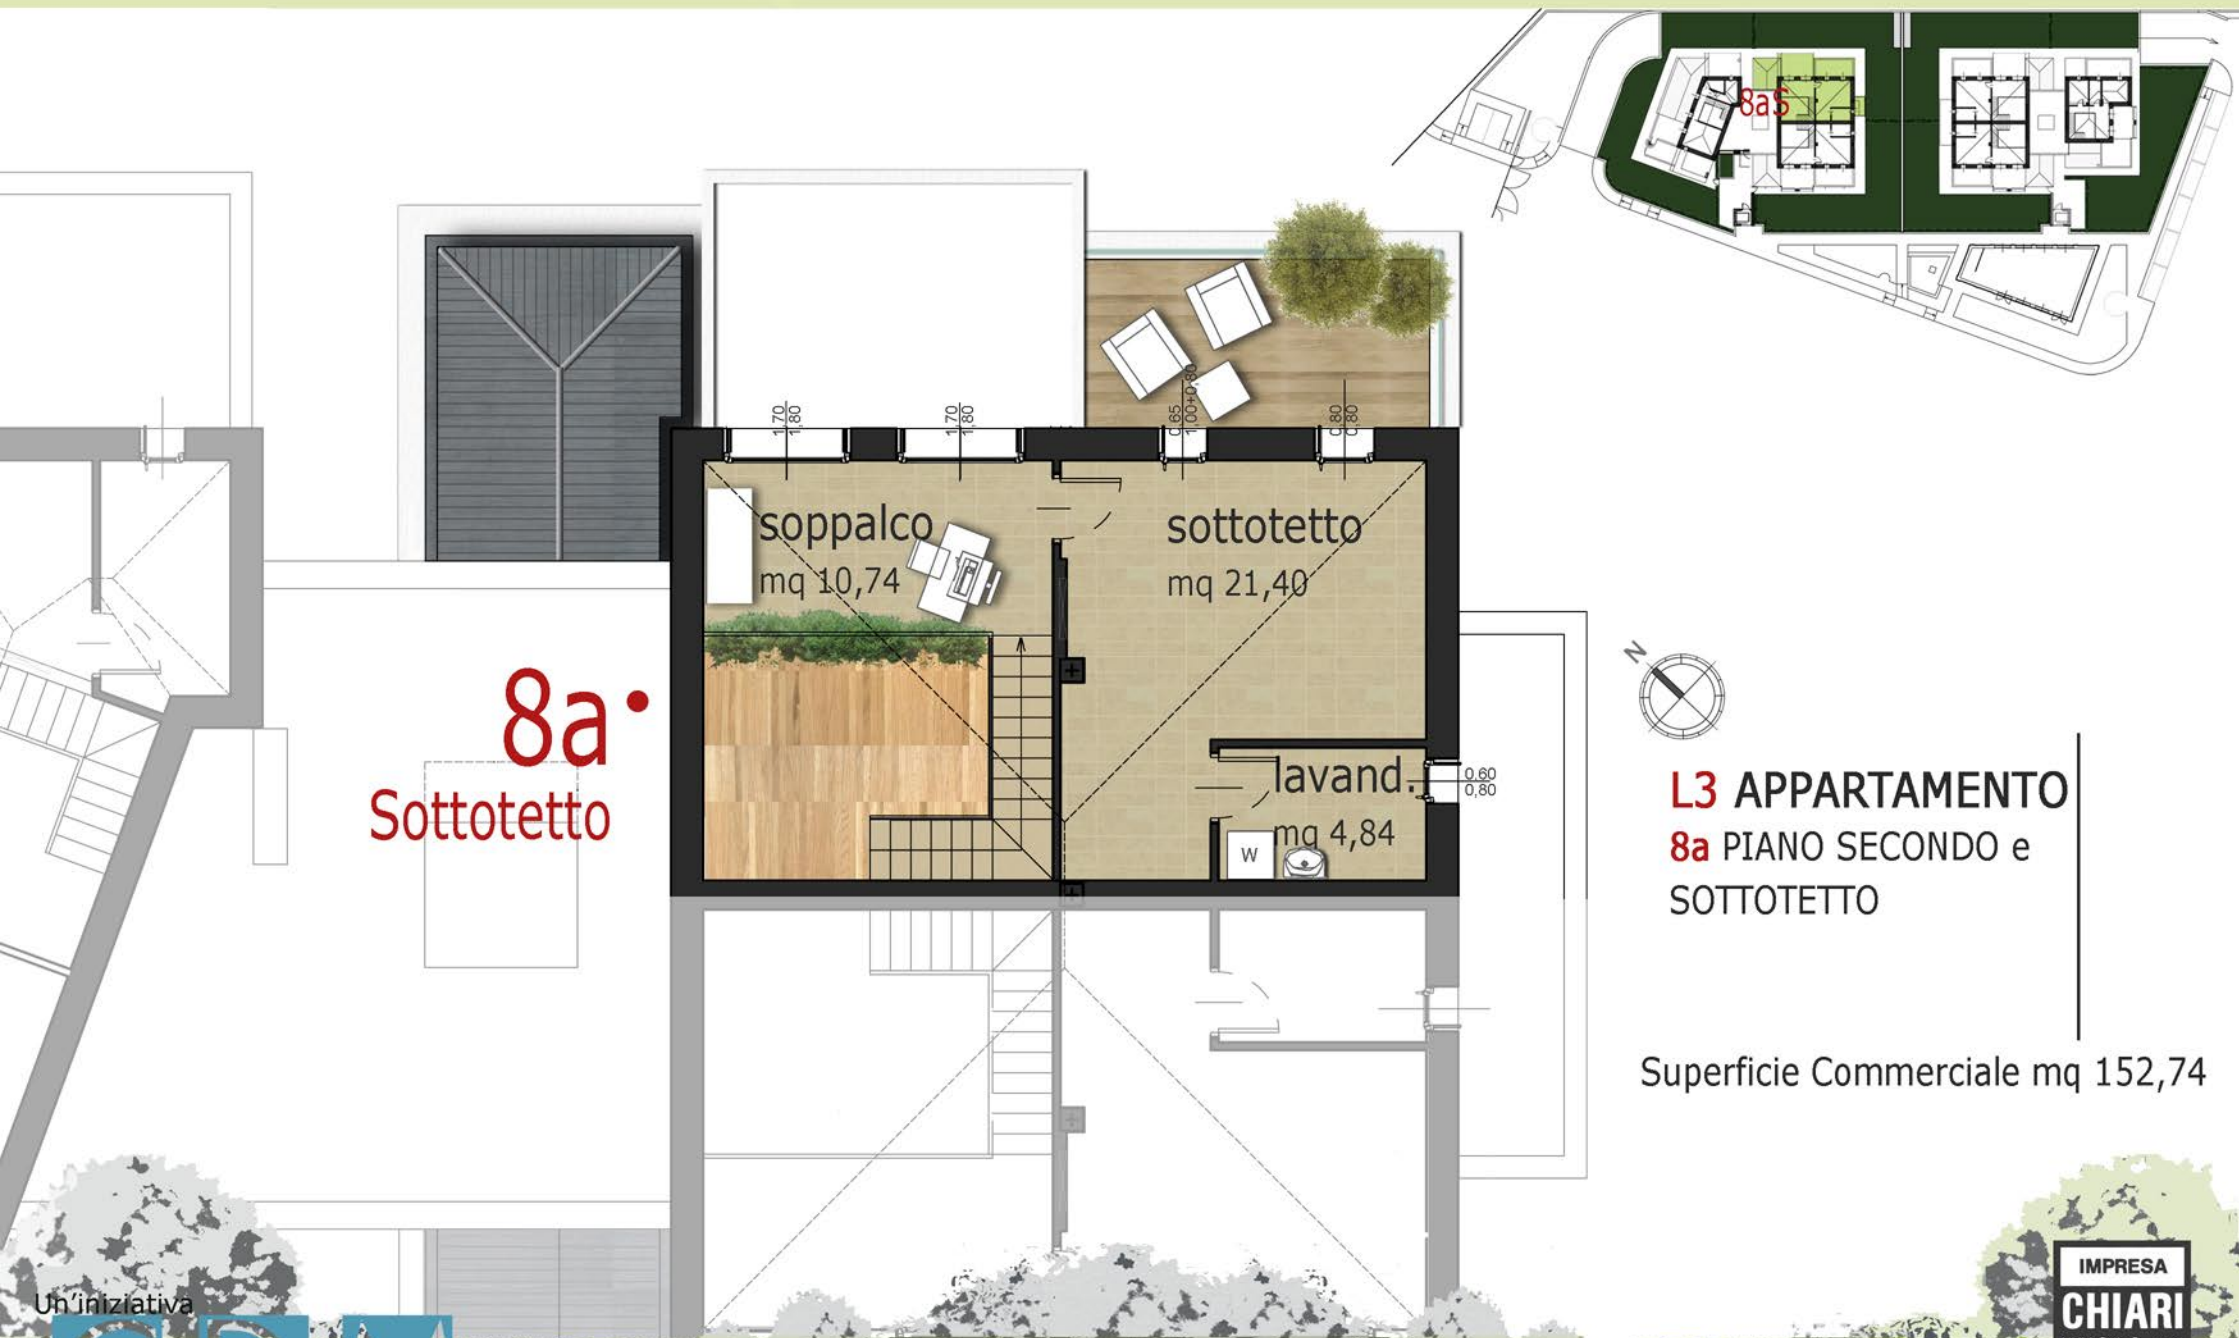 8aS
1,70
1,80
1,70
1,80
0,65
1,00+0,80
0,80
0,80
soppalco
mq 10,74
sottotetto
mq 21,40
N
8a
Sottotetto
lavand.
mq 4,84
W
0,60
0,80
L3 APPARTAMENTO
8a PIANO SECONDO e
SOTTOTETTO
Superficie Commerciale mq 152,74
Un'iniziativa
IMPRESA
CHIARI